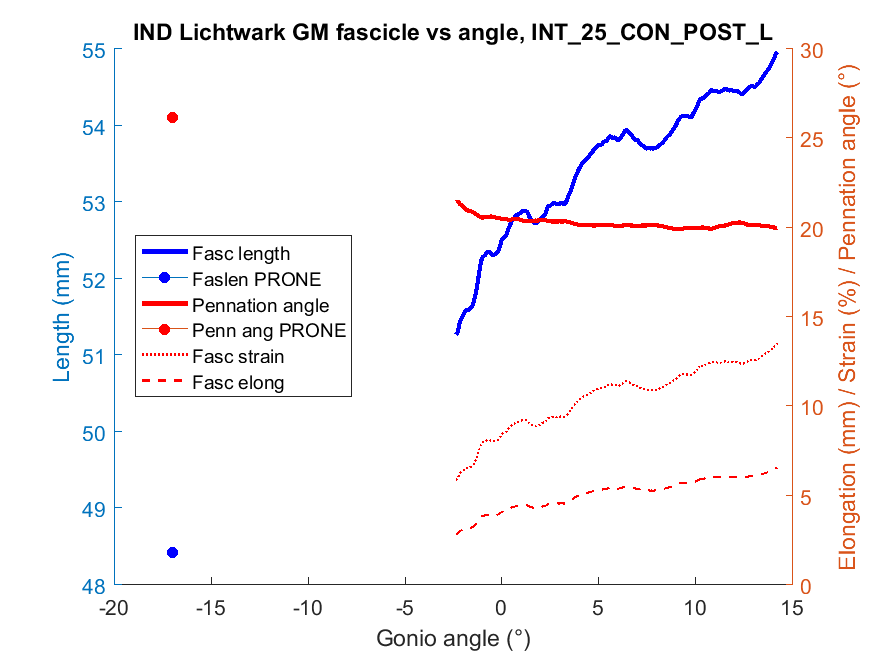 IND Lichtwark GM fascicle vs angle, INT_25_CON_POST_L
55
54
53
52
51
50
49
48
Length (mm)
30
25
20
15
10
5
0
Elongation (mm) / Strain (%) / Pennation angle (°)
Fasc length
Faslen PRONE
Pennation angle
Penn ang PRONE
Fasc strain
Fasc elong
-20 -15 -10 -5 0 5 10 15
Gonio angle (°)